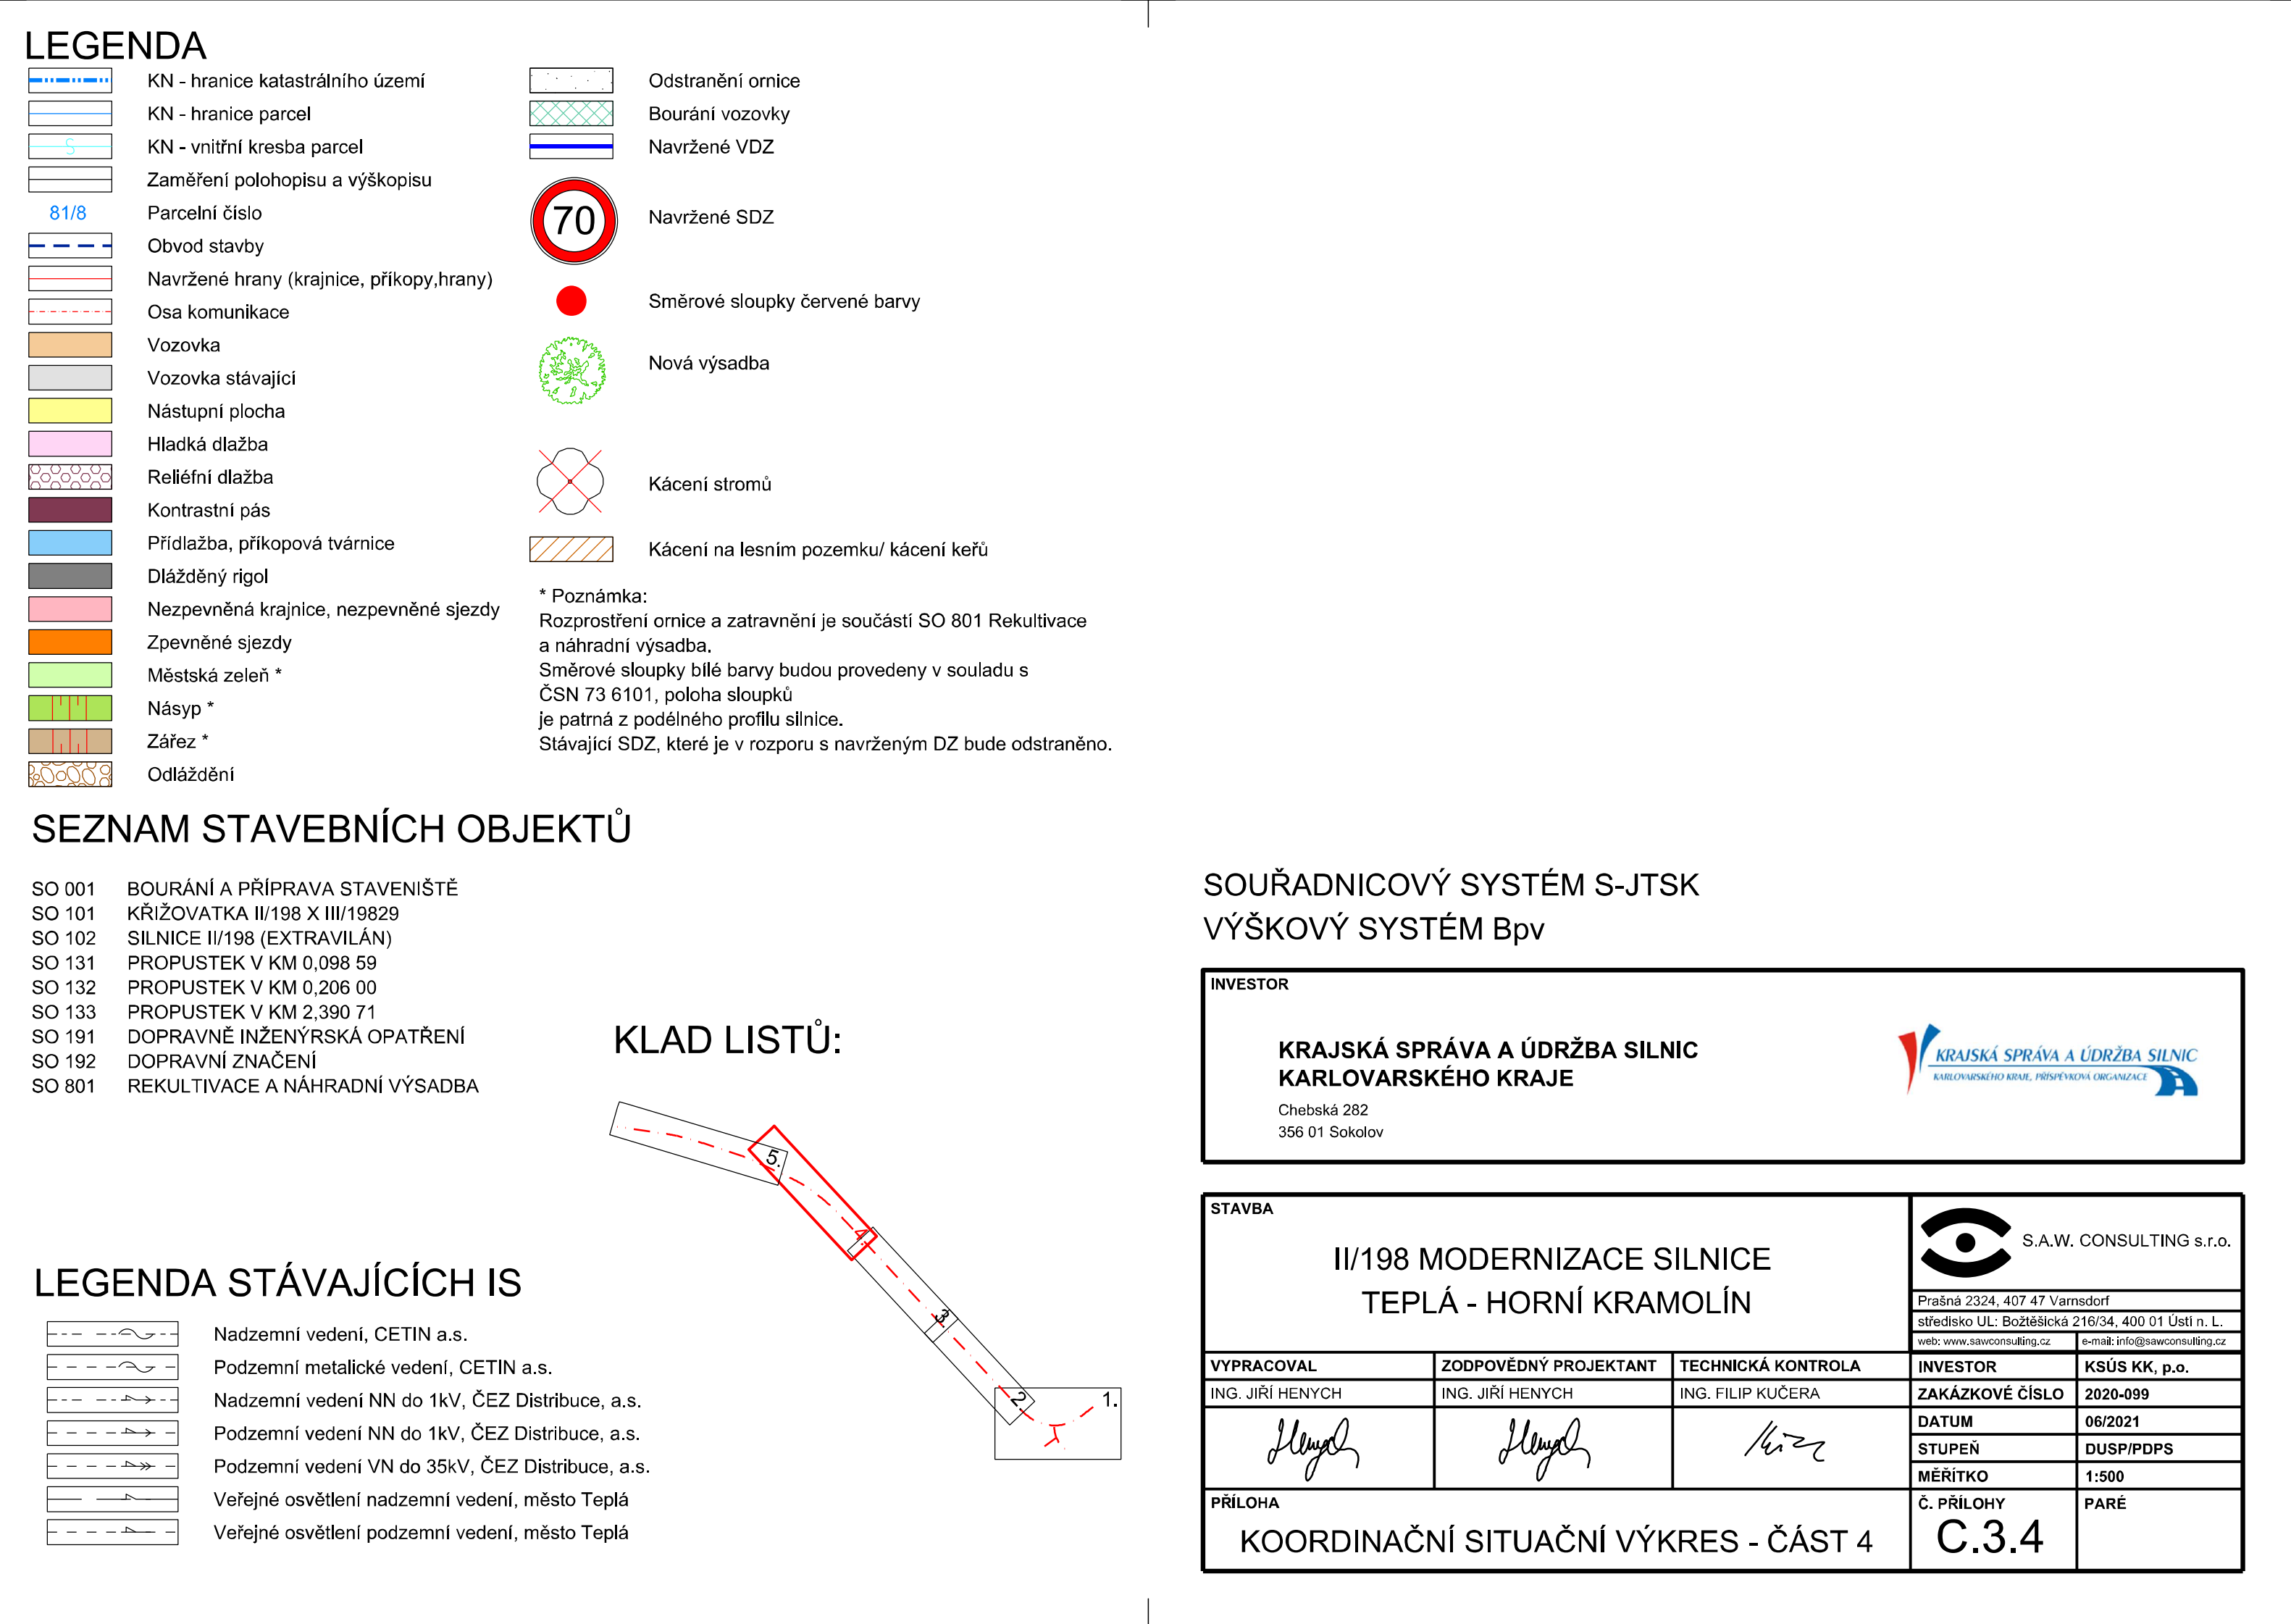 LEGENDA
KN - hranice katastrálního území
KN - hranice parcel
S
KN - vnitřní kresba parcel
Zaměření polohopisu a výškopisu
81/8 Parcelní číslo
Obvod stavby
Navržené hrany (krajnice, příkopy,hrany)
Osa komunikace
Vozovka
Vozovka stávající
Nástupní plocha
Hladká dlažba
Reliéfní dlažba
Kontrastní pás
Přídlažba, příkopová tvárnice
Dlážděný rigol
Nezpevněná krajnice, nezpevněné sjezdy
Zpevněné sjezdy
Městská zeleň *
Násyp *
Zářez *
Odláždění
Odstranění ornice
Bourání vozovky
Navržené VDZ
70 Navržené SDZ
Směrové sloupky červené barvy
Nová výsadba
Kácení stromů
Kácení na lesním pozemku/ kácení keřů
* Poznámka:
Rozprostření ornice a zatravnění je součástí SO 801 Rekultivace
a náhradní výsadba.
Směrové sloupky bílé barvy budou provedeny v souladu s
ČSN 73 6101, poloha sloupků
je patrná z podélného profilu silnice.
Stávající SDZ, které je v rozporu s navrženým DZ bude odstraněno.
SEZNAM STAVEBNÍCH OBJEKTŮ
SO 001 BOURÁNÍ A PŘÍPRAVA STAVENIŠTĚ
SO 101 KŘIŽOVATKA II/198 X III/19829
SO 102 SILNICE II/198 (EXTRAVILÁN)
SO 131 PROPUSTEK V KM 0,098 59
SO 132 PROPUSTEK V KM 0,206 00
SO 133 PROPUSTEK V KM 2,390 71
SO 191 DOPRAVNĚ INŽENÝRSKÁ OPATŘENÍ
SO 192 DOPRAVNÍ ZNAČENÍ
SO 801 REKULTIVACE A NÁHRADNÍ VÝSADBA
KLAD LISTŮ:
5.
4.
3.
2.
1.
LEGENDA STÁVAJÍCÍCH IS
Nadzemní vedení, CETIN a.s.
Podzemní metalické vedení, CETIN a.s.
Nadzemní vedení NN do 1kV, ČEZ Distribuce, a.s.
Podzemní vedení NN do 1kV, ČEZ Distribuce, a.s.
Podzemní vedení VN do 35kV, ČEZ Distribuce, a.s.
Veřejné osvětlení nadzemní vedení, město Teplá
Veřejné osvětlení podzemní vedení, město Teplá
SOUŘADNICOVÝ SYSTÉM S-JTSK
VÝŠKOVÝ SYSTÉM Bpv
INVESTOR
KRAJSKÁ SPRÁVA A ÚDRŽBA SILNIC
KARLOVARSKÉHO KRAJE
Chebská 282
356 01 Sokolov
KRAJSKÁ SPRÁVA A ÚDRŽBA SILNIC
KARLOVARSKÉHO KRAJE, PŘÍSPĚVKOVÁ ORGANIZACE
STAVBA
II/198 MODERNIZACE SILNICE
TEPLÁ - HORNÍ KRAMOLÍN
S.A.W. CONSULTING s.r.o.
Prašná 2324, 407 47 Varnsdorf
středisko UL: Božtěšická 216/34, 400 01 Ústí n. L.
web: www.sawconsulting.cz e-mail: info@sawconsulting.cz
VYPRACOVAL ZODPOVĚDNÝ PROJEKTANT TECHNICKÁ KONTROLA
ING. JIŘÍ HENYCH ING. JIŘÍ HENYCH ING. FILIP KUČERA
INVESTOR KSÚS KK, p.o.
ZAKÁZKOVÉ ČÍSLO 2020-099
DATUM 06/2021
STUPEŇ DUSP/PDPS
MĚŘÍTKO 1:500
PŘÍLOHA
KOORDINAČNÍ SITUAČNÍ VÝKRES - ČÁST 4
Č. PŘÍLOHY PARÉ
C.3.4